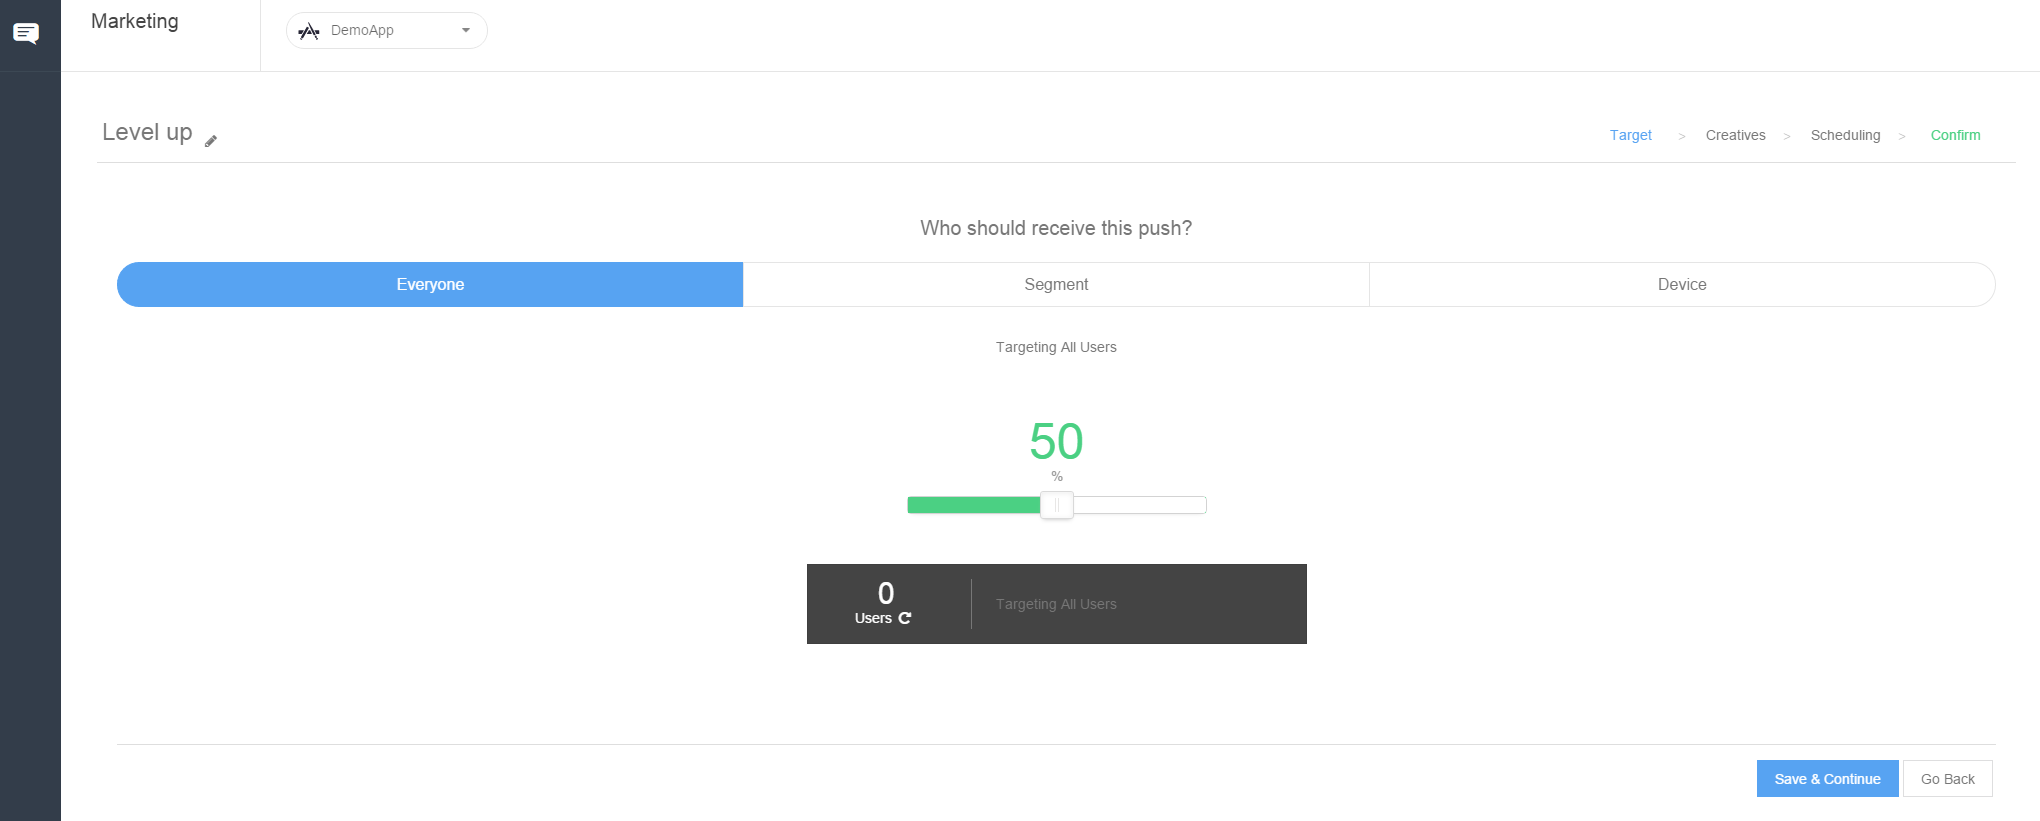 Marketing
DemoApp
Level up
Target > Creatives > Scheduling > Confirm
Who should receive this push?
Everyone Segment Device
Targeting All Users
50
%
0
Users
Targeting All Users
Save & Continue Go Back